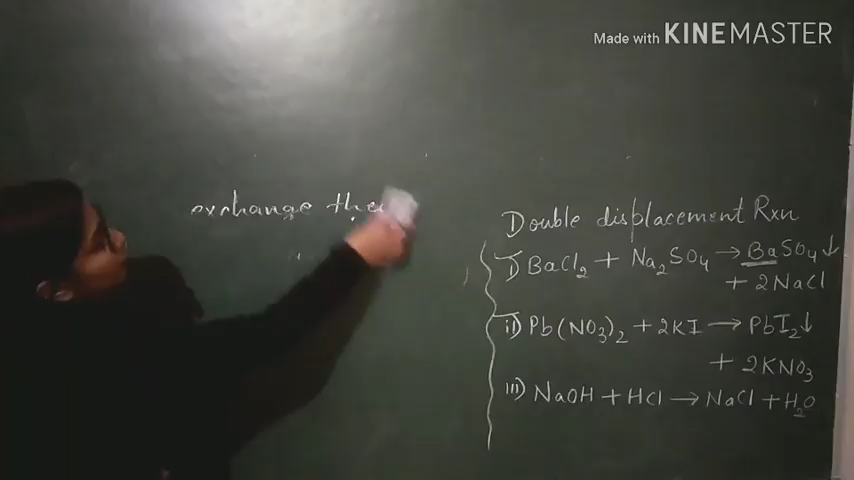 Made with KINEMASTER
exchange the
Double displacement Rxn
i) BaCl₂ + Na₂SO₄ → BaSO₄↓
+ 2NaCl
ii) Pb(NO₃)₂ + 2KI → PbI₂↓
+ 2KNO₃
iii) NaOH + HCl → NaCl + H₂O